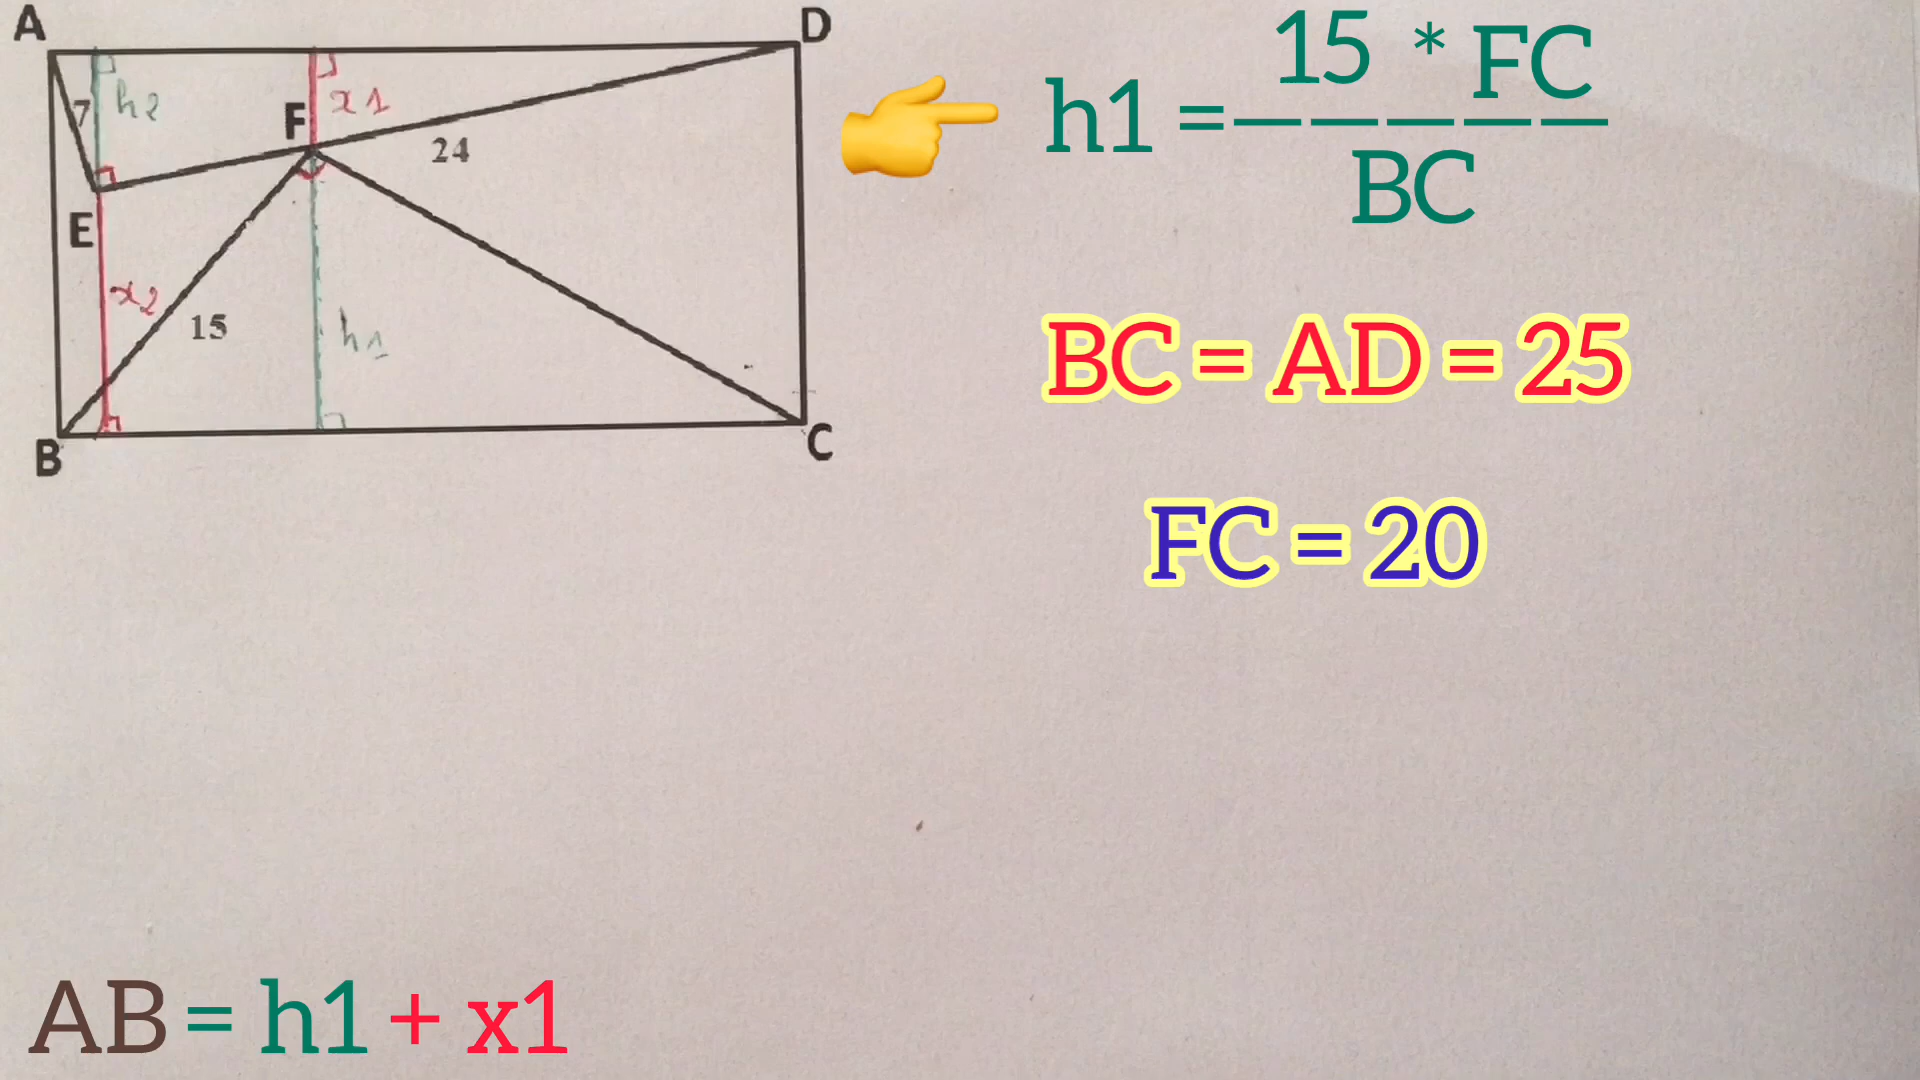 A
D
7
h2
F
x1
24
E
x2
15
h1
B
C
h1 = 15 * FC
BC
BC = AD = 25
FC = 20
AB = h1 + x1